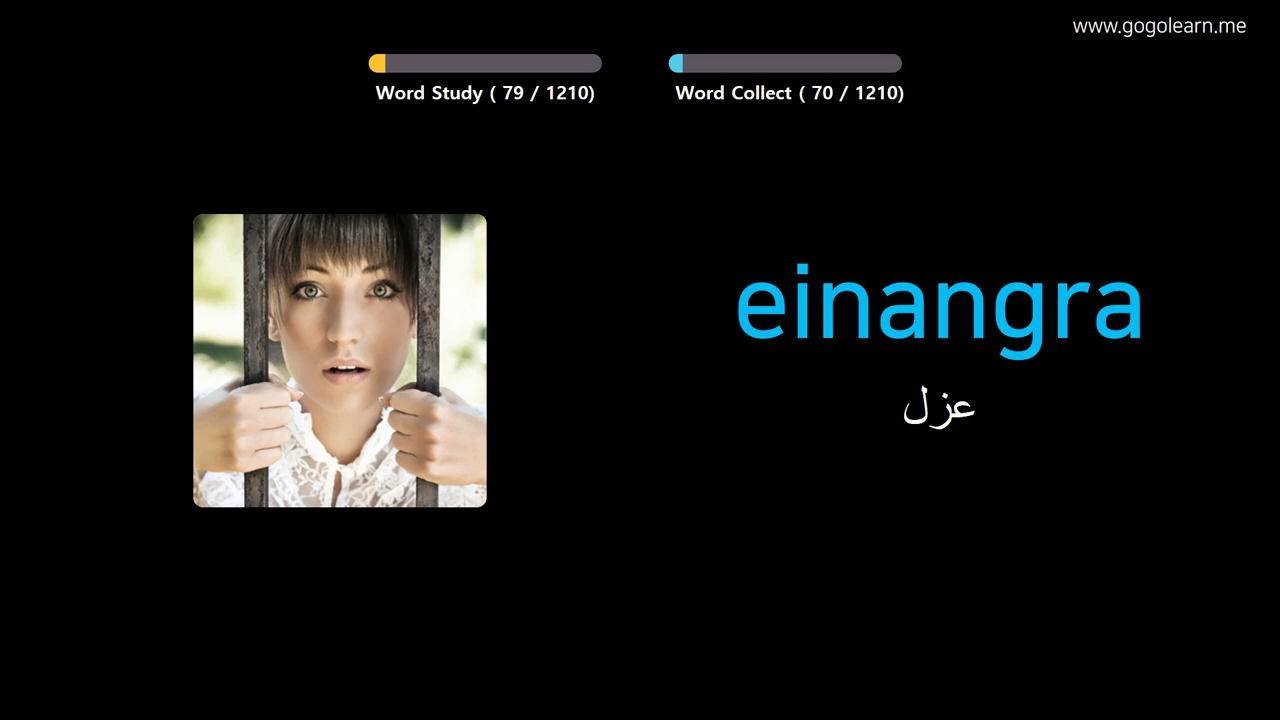 www.gogolearn.me
Word Study ( 79 / 1210)
Word Collect ( 70 / 1210)
einangra
عزل